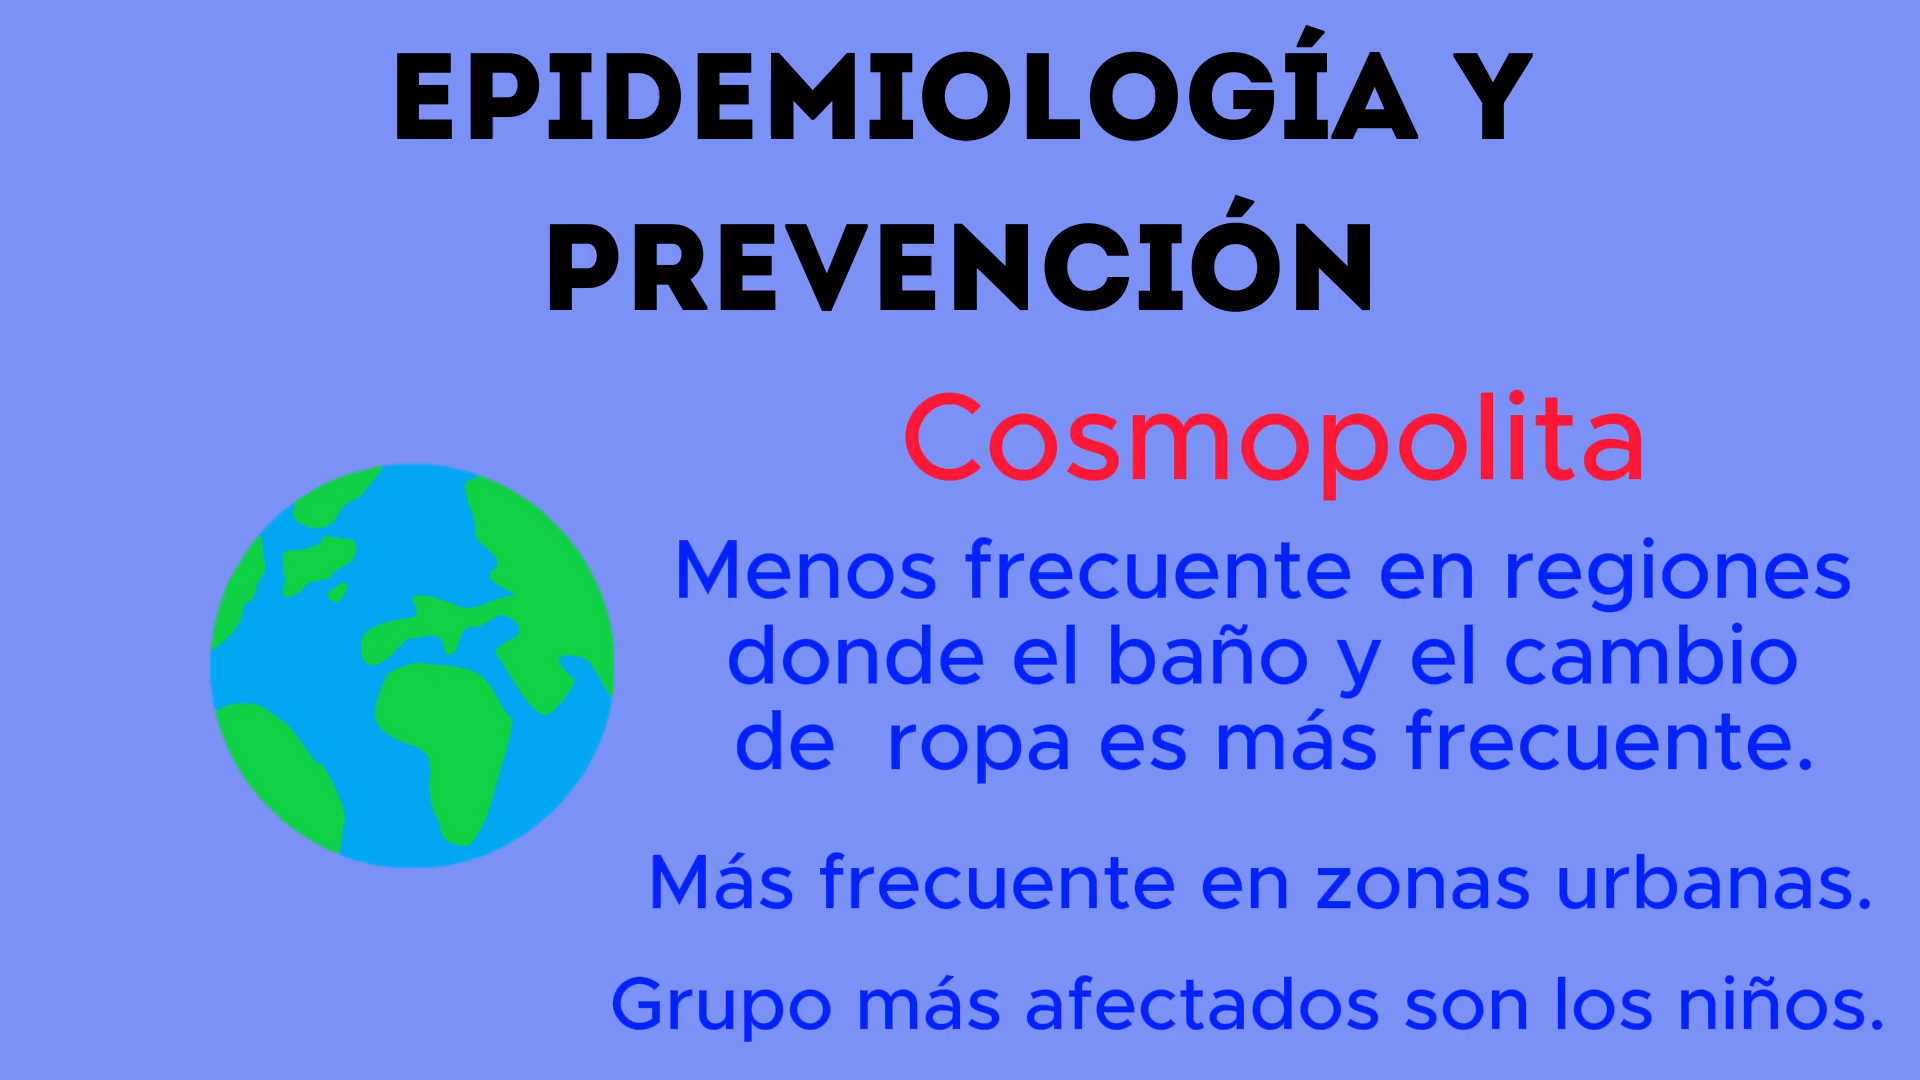 EPIDEMIOLOGÍA Y
PREVENCIÓN
Cosmopolita
Menos frecuente en regiones
donde el baño y el cambio
de ropa es más frecuente.
Más frecuente en zonas urbanas.
Grupo más afectados son los niños.